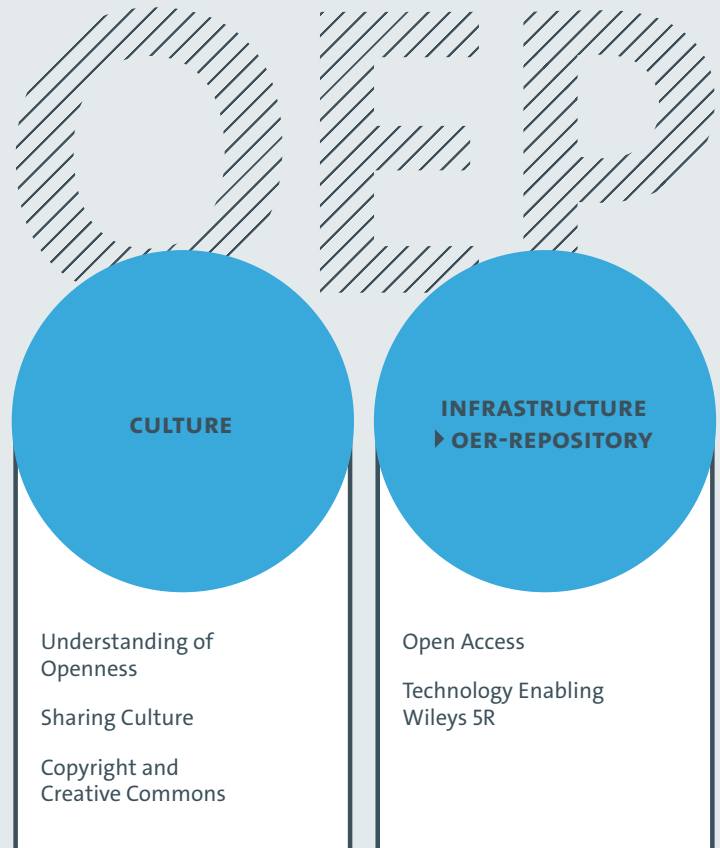 OEP
CULTURE
Understanding of
Openness
Sharing Culture
Copyright and
Creative Commons
INFRASTRUCTURE
OER-REPOSITORY
Open Access
Technology Enabling
Wileys 5R